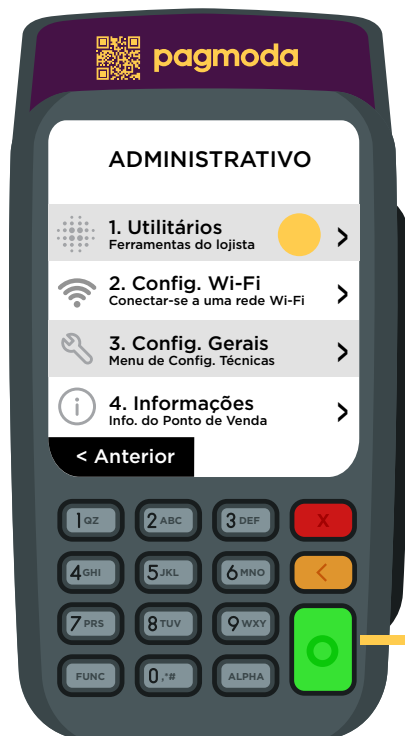 pagmoda
ADMINISTRATIVO
1. Utilitários
Ferramentas do lojista
2. Config. Wi-Fi
Conectar-se a uma rede Wi-Fi
3. Config. Gerais
Menu de Config. Técnicas
4. Informações
Info. do Ponto de Venda
< Anterior
1 QZ 2 ABC 3 DEF X
4 GHI 5 JKL 6 MNO <
7 PRS 8 TUV 9 WXY O
FUNC 0 ,*# ALPHA